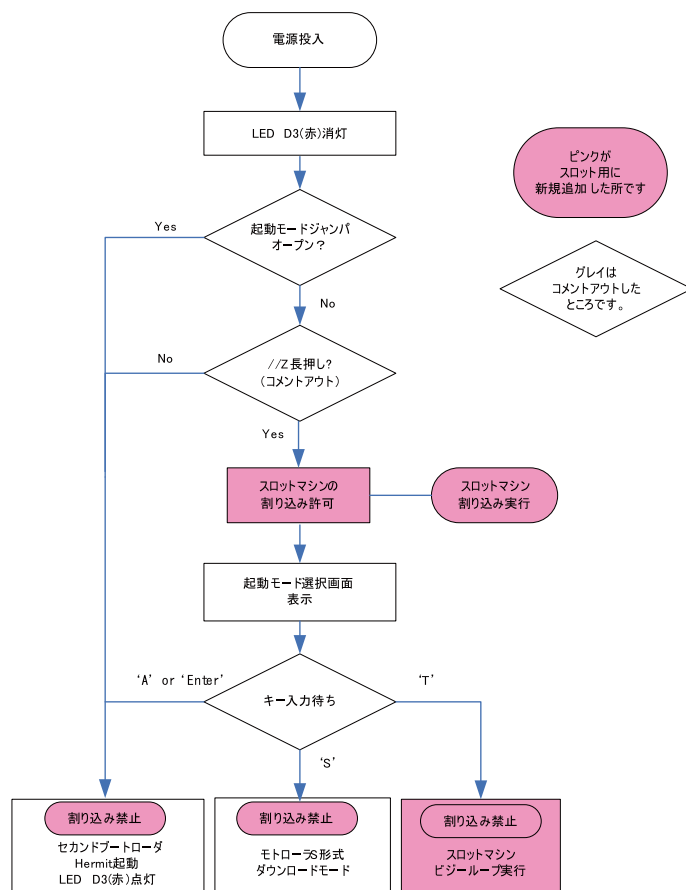 電源投入
LED D3(赤)消灯
ピンクが
スロット用に
新規追加した所です
Yes
起動モードジャンパ
オープン？
グレイは
コメントアウトした
ところです。
No
No
//Z長押し?
(コメントアウト)
Yes
スロットマシンの
割り込み許可
スロットマシン
割り込み実行
起動モード選択画面
表示
‘A’ or ‘Enter’
キー入力待ち
‘T’
‘S’
割り込み禁止
セカンドブートローダ
Hermit起動
LED D3(赤)点灯
割り込み禁止
モトローラS形式
ダウンロードモード
割り込み禁止
スロットマシン
ビジーループ実行